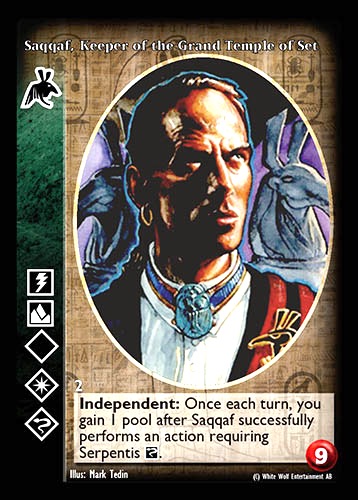 Saqqaf, Keeper of the Grand Temple of Set
2
Independent: Once each turn, you
gain 1 pool after Saqqaf successfully
performs an action requiring
Serpentis .
9
Illus: Mark Tedin
(C) White Wolf Entertainment AB